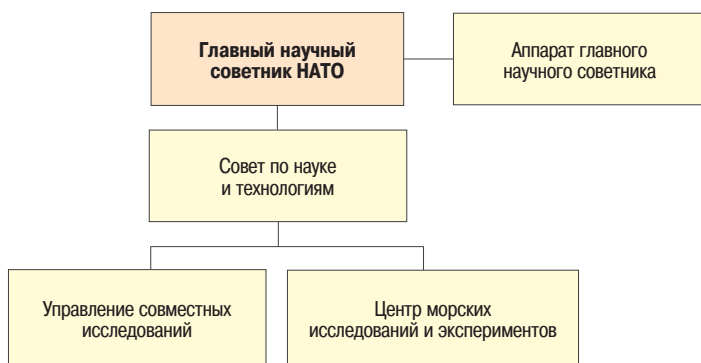 Главный научный
советник НАТО
Аппарат главного
научного советника
Совет по науке
и технологиям
Управление совместных
исследований
Центр морских
исследований и экспериментов